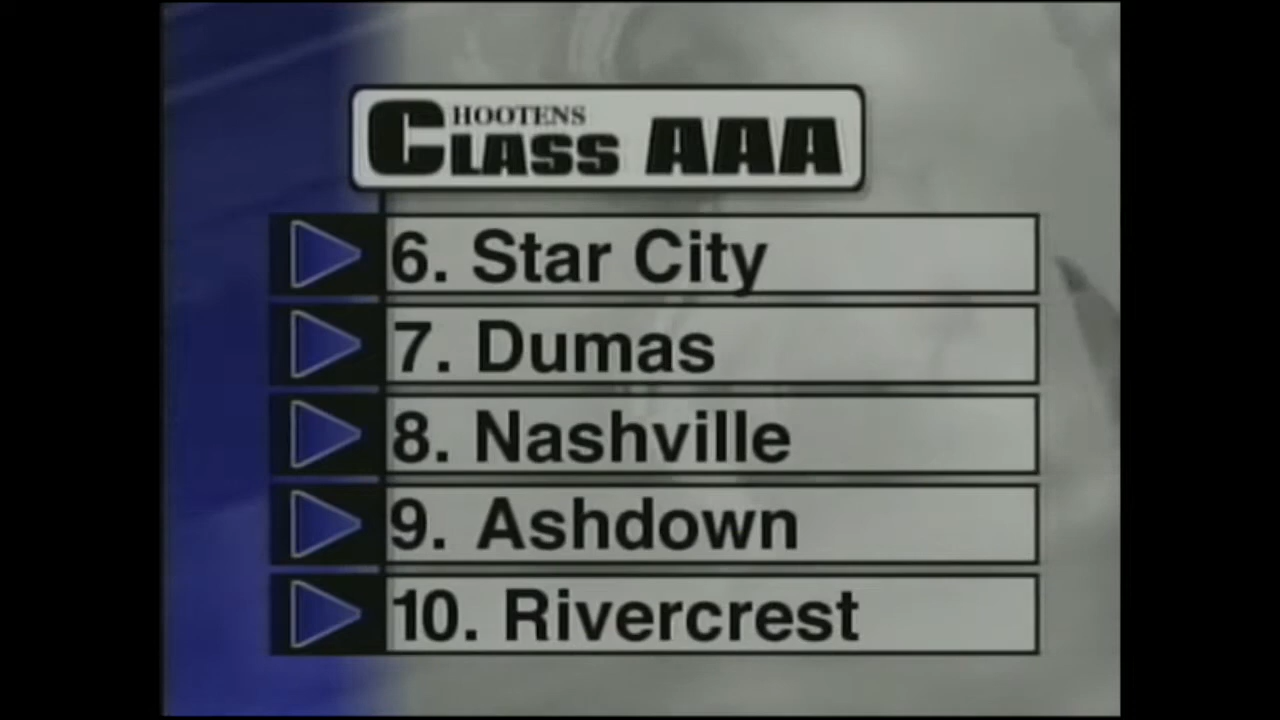 HOOTENS
CLASS AAA
6. Star City
7. Dumas
8. Nashville
9. Ashdown
10. Rivercrest